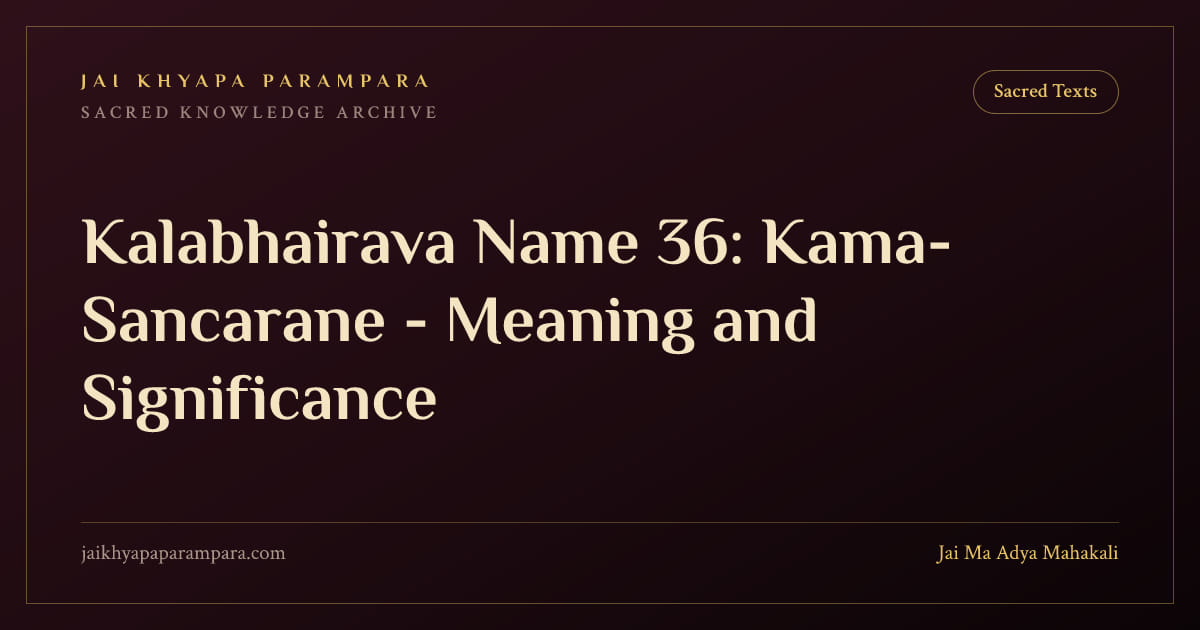 JAI KHYAPA PARAMPARA
SACRED KNOWLEDGE ARCHIVE
Sacred Texts
Kalabhairava Name 36: Kama-
Sancarane - Meaning and
Significance
jaikhyapaparampara.com
Jai Ma Adya Mahakali